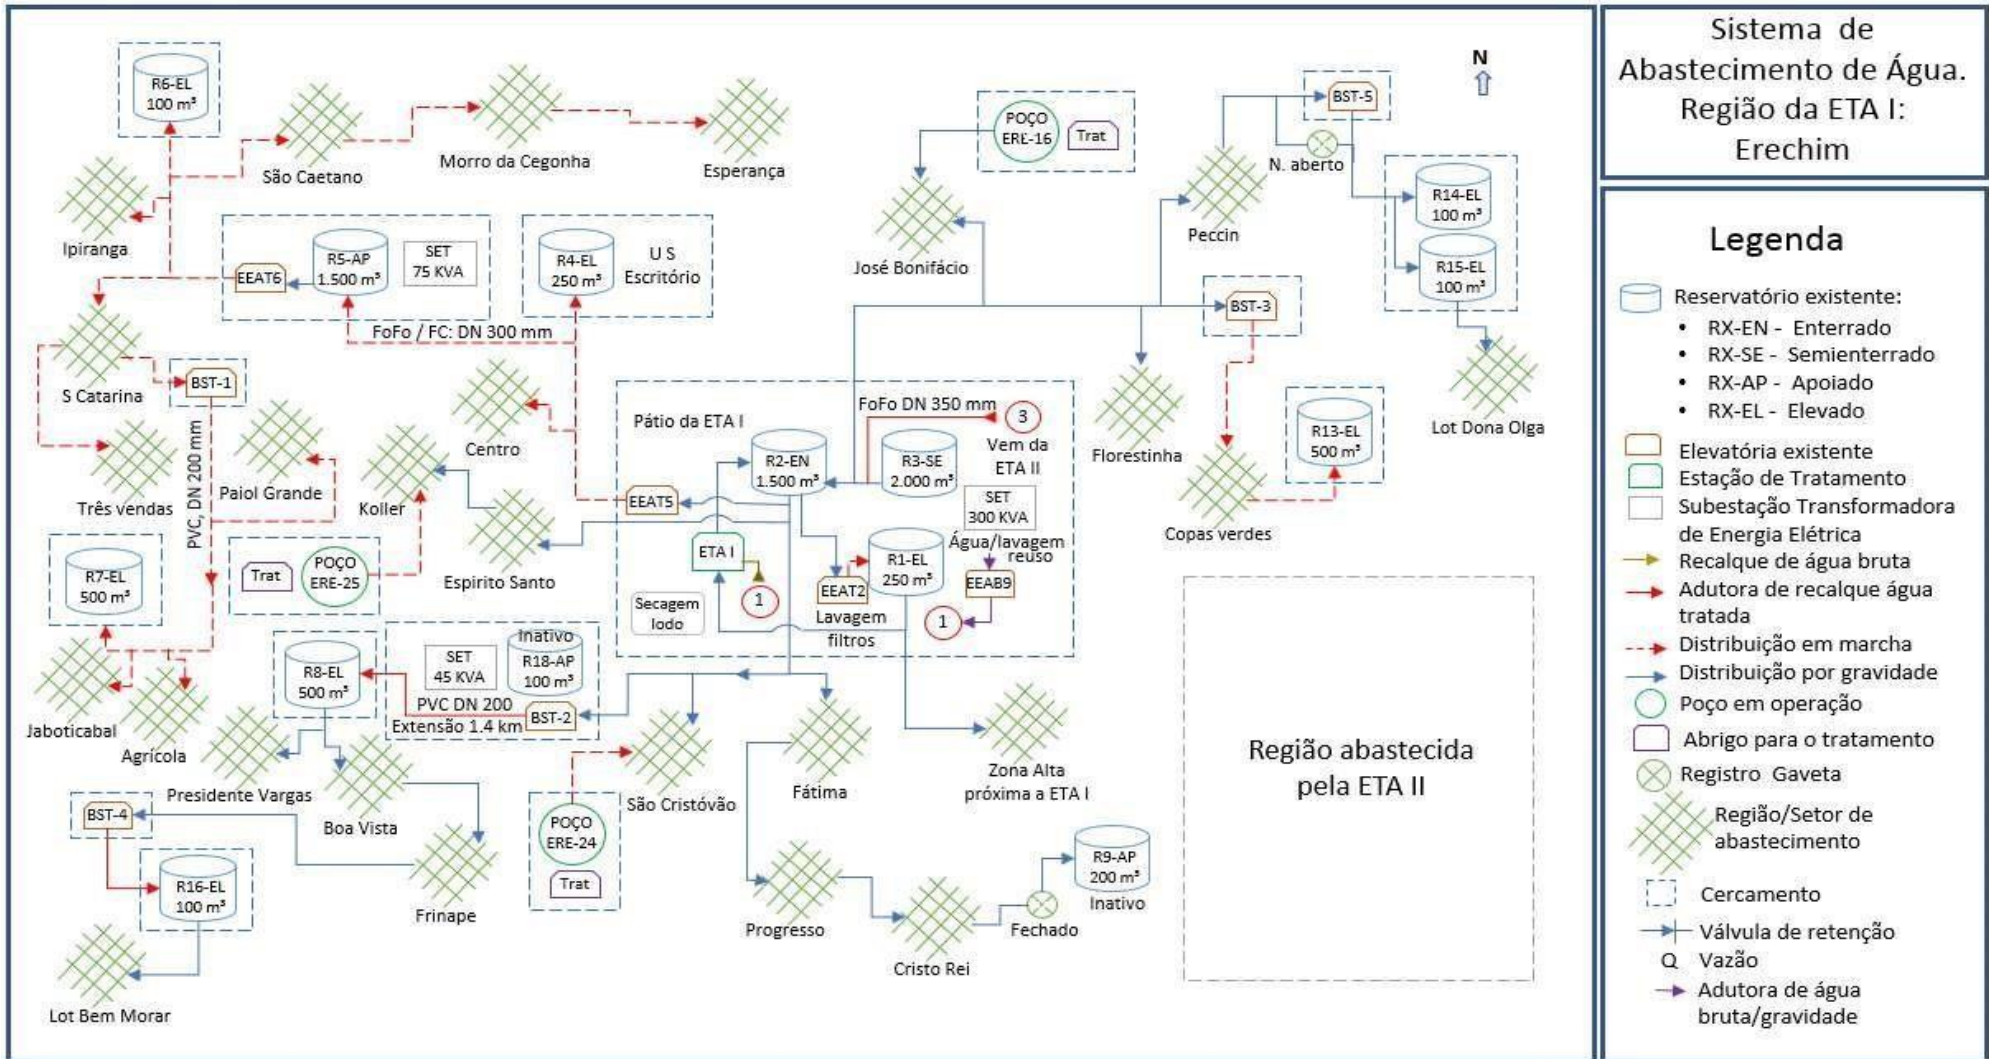 Sistema de
Abastecimento de Água.
Região da ETA I:
Erechim
Legenda
Reservatório existente:
• RX-EN - Enterrado
• RX-SE - Semienterrado
• RX-AP - Apoiado
• RX-EL - Elevado
Elevatória existente
Estação de Tratamento
Subestação Transformadora
de Energia Elétrica
Recalque de água bruta
Adutora de recalque água
tratada
Distribuição em marcha
Distribuição por gravidade
Poço em operação
Abrigo para o tratamento
Registro Gaveta
Região/Setor de
abastecimento
Cercamento
Válvula de retenção
Q Vazão
Adutora de água
bruta/gravidade
N
R6-EL
100 m³
São Caetano
Morro da Cegonha
Esperança
Ipiranga
POÇO
ERE-16
Trat
José Bonifácio
Peccin
BST-5
N. aberto
R14-EL
100 m³
R15-EL
100 m³
Lot Dona Olga
EEAT6
R5-AP
1.500 m³
SET
75 KVA
R4-EL
250 m³
U S
Escritório
FoFo / FC: DN 300 mm
BST-3
S Catarina
BST-1
PVC, DN 200 mm
Três vendas
Paiol Grande
Koller
Centro
Espirito Santo
Pátio da ETA I
FoFo DN 350 mm
3
Vem da
ETA II
R2-EN
1.500 m³
R3-SE
2.000 m³
SET
300 KVA
EEAT5
ETA I
1
Secagem
lodo
EEAT2
Lavagem
filtros
R1-EL
250 m³
Água/lavagem
reuso
EEAB9
1
Florestinha
Copas verdes
R13-EL
500 m³
R7-EL
500 m³
Trat
POÇO
ERE-25
Jaboticabal
Agrícola
R8-EL
500 m³
SET
45 KVA
Inativo
R18-AP
100 m³
PVC DN 200
Extensão 1.4 km
BST-2
Presidente Vargas
Boa Vista
Frinape
BST-4
R16-EL
100 m³
Lot Bem Morar
São Cristóvão
POÇO
ERE-24
Trat
Fátima
Zona Alta
próxima a ETA I
Progresso
Cristo Rei
Fechado
R9-AP
200 m³
Inativo
Região abastecida
pela ETA II